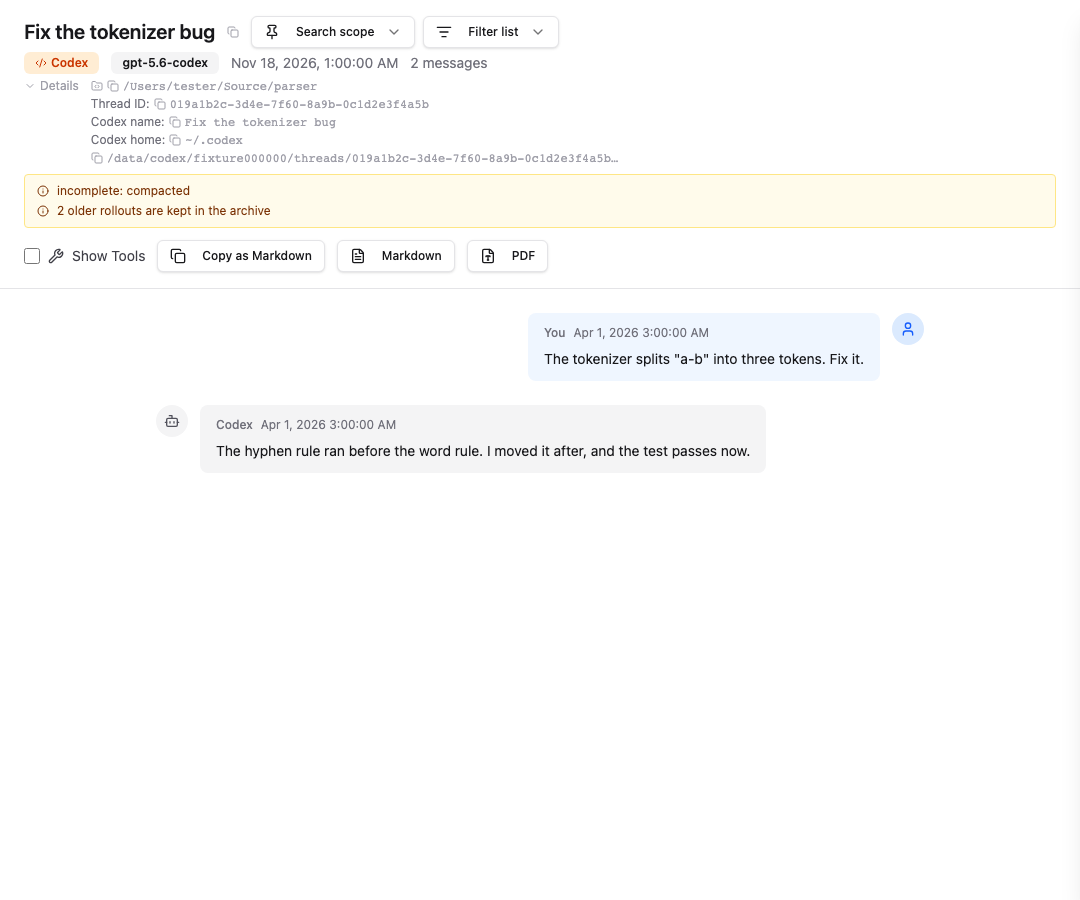 Fix the tokenizer bug
Search scope
Filter list
Codex gpt-5.6-codex Nov 18, 2026, 1:00:00 AM 2 messages
Details /Users/tester/Source/parser
Thread ID: 019a1b2c-3d4e-7f60-8a9b-0c1d2e3f4a5b
Codex name: Fix the tokenizer bug
Codex home: ~/.codex
/data/codex/fixture000000/threads/019a1b2c-3d4e-7f60-8a9b-0c1d2e3f4a5b…
incomplete: compacted
2 older rollouts are kept in the archive
Show Tools
Copy as Markdown
Markdown
PDF
You Apr 1, 2026 3:00:00 AM
The tokenizer splits "a-b" into three tokens. Fix it.
Codex Apr 1, 2026 3:00:00 AM
The hyphen rule ran before the word rule. I moved it after, and the test passes now.